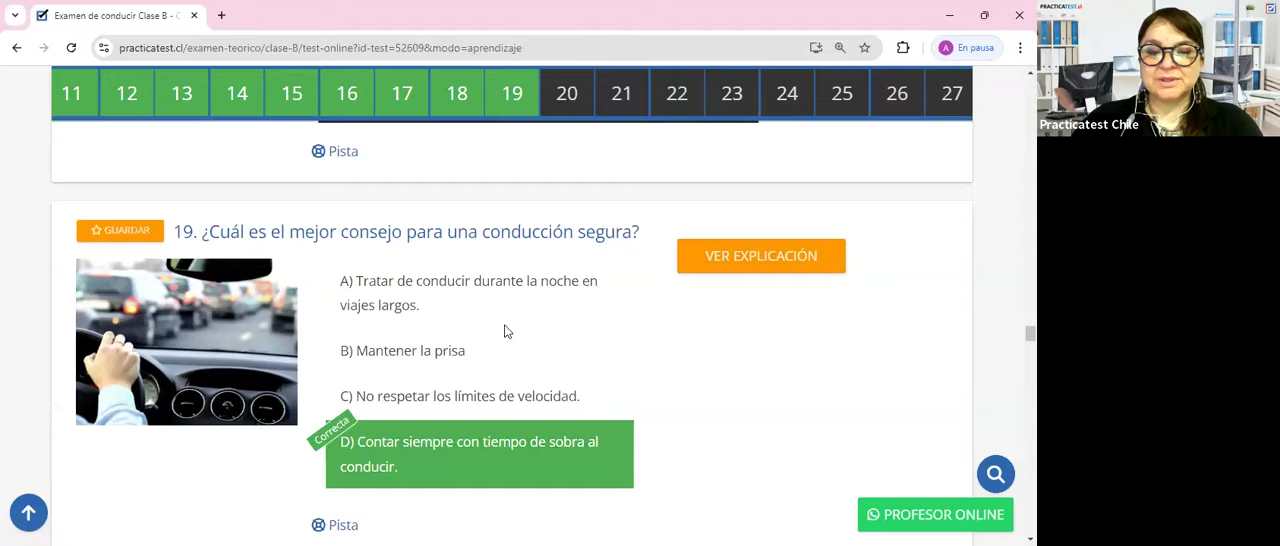 Examen de conducir Clase B - C
practicatest.cl/examen-teorico/clase-B/test-online?id-test=52609&modo=aprendizaje
A En pausa
PRACTICATEST.cl
Practicatest Chile
11 12 13 14 15 16 17 18 19 20 21 22 23 24 25 26 27
Pista
GUARDAR
19. ¿Cuál es el mejor consejo para una conducción segura?
VER EXPLICACIÓN
A) Tratar de conducir durante la noche en
viajes largos.
B) Mantener la prisa
C) No respetar los límites de velocidad.
Correcta
D) Contar siempre con tiempo de sobra al
conducir.
Pista
PROFESOR ONLINE